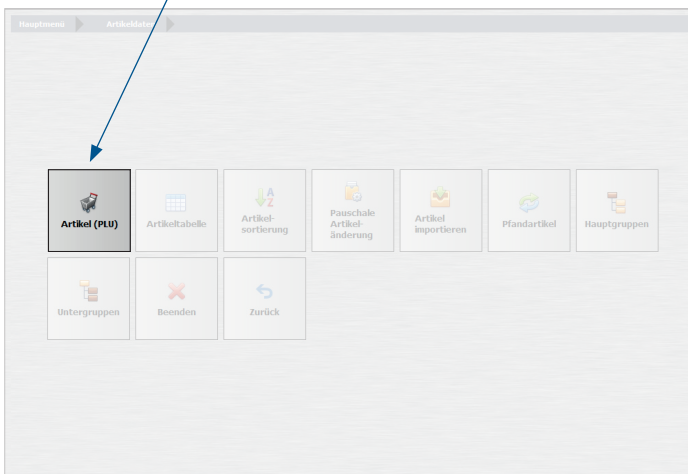 Hauptmenü Artikeldaten
Artikel (PLU)
Artikeltabelle
Artikel-
sortierung
Pauschale
Artikel-
änderung
Artikel
importieren
Pfandartikel
Hauptgruppen
Untergruppen
Beenden
Zurück